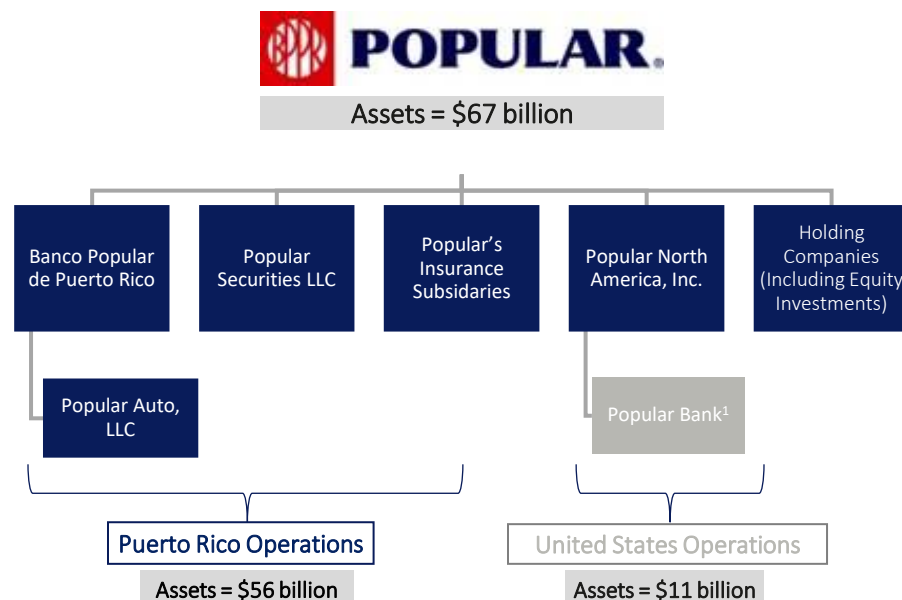 BPPR POPULAR®
Assets = $67 billion
Banco Popular
de Puerto Rico
Popular
Securities LLC
Popular's
Insurance
Subsidaries
Popular North
America, Inc.
Holding
Companies
(Including Equity
Investments)
Popular Auto,
LLC
Popular Bank¹
Puerto Rico Operations
United States Operations
Assets = $56 billion
Assets = $11 billion